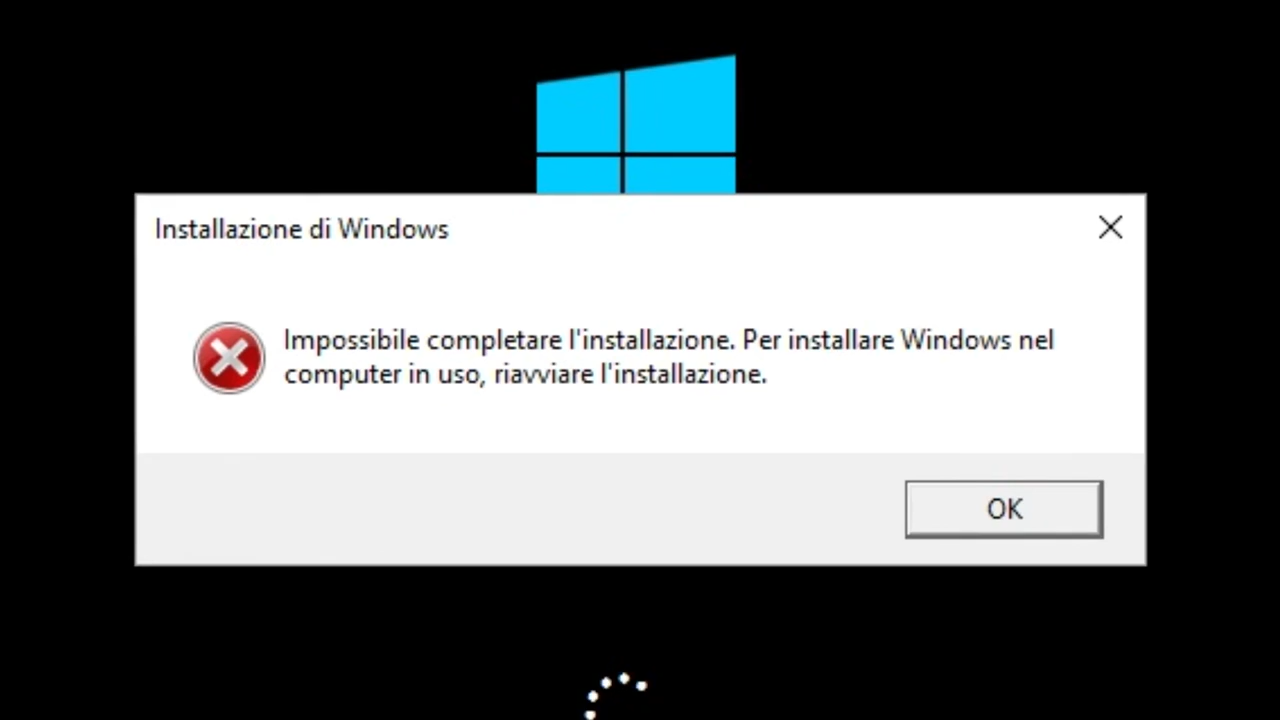 Installazione di Windows
Impossibile completare l'installazione. Per installare Windows nel
computer in uso, riavviare l'installazione.
OK